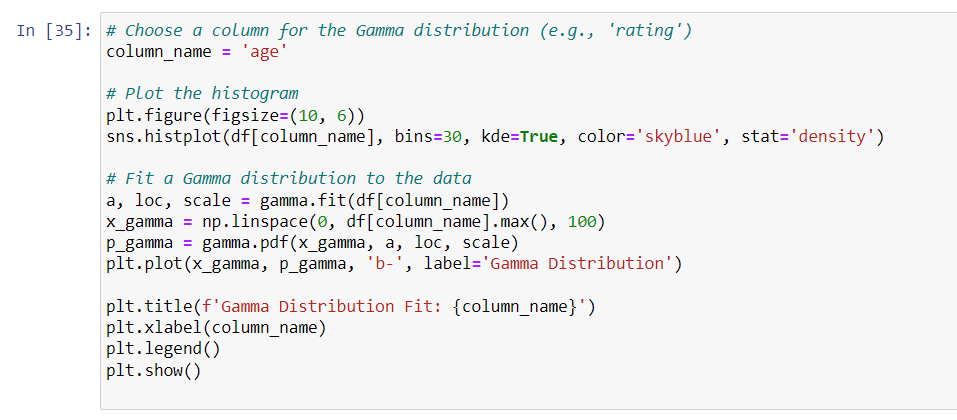 In [35]: # Choose a column for the Gamma distribution (e.g., 'rating')
column_name = 'age'
# Plot the histogram
plt.figure(figsize=(10, 6))
sns.histplot(df[column_name], bins=30, kde=True, color='skyblue', stat='density')
# Fit a Gamma distribution to the data
a, loc, scale = gamma.fit(df[column_name])
x_gamma = np.linspace(0, df[column_name].max(), 100)
p_gamma = gamma.pdf(x_gamma, a, loc, scale)
plt.plot(x_gamma, p_gamma, 'b-', label='Gamma Distribution')
plt.title(f'Gamma Distribution Fit: {column_name}')
plt.xlabel(column_name)
plt.legend()
plt.show()